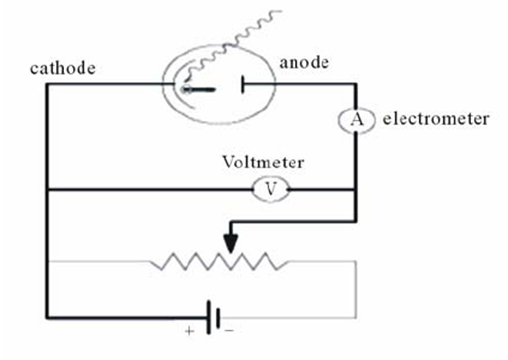 cathode
anode
A
electrometer
Voltmeter
V
+
−